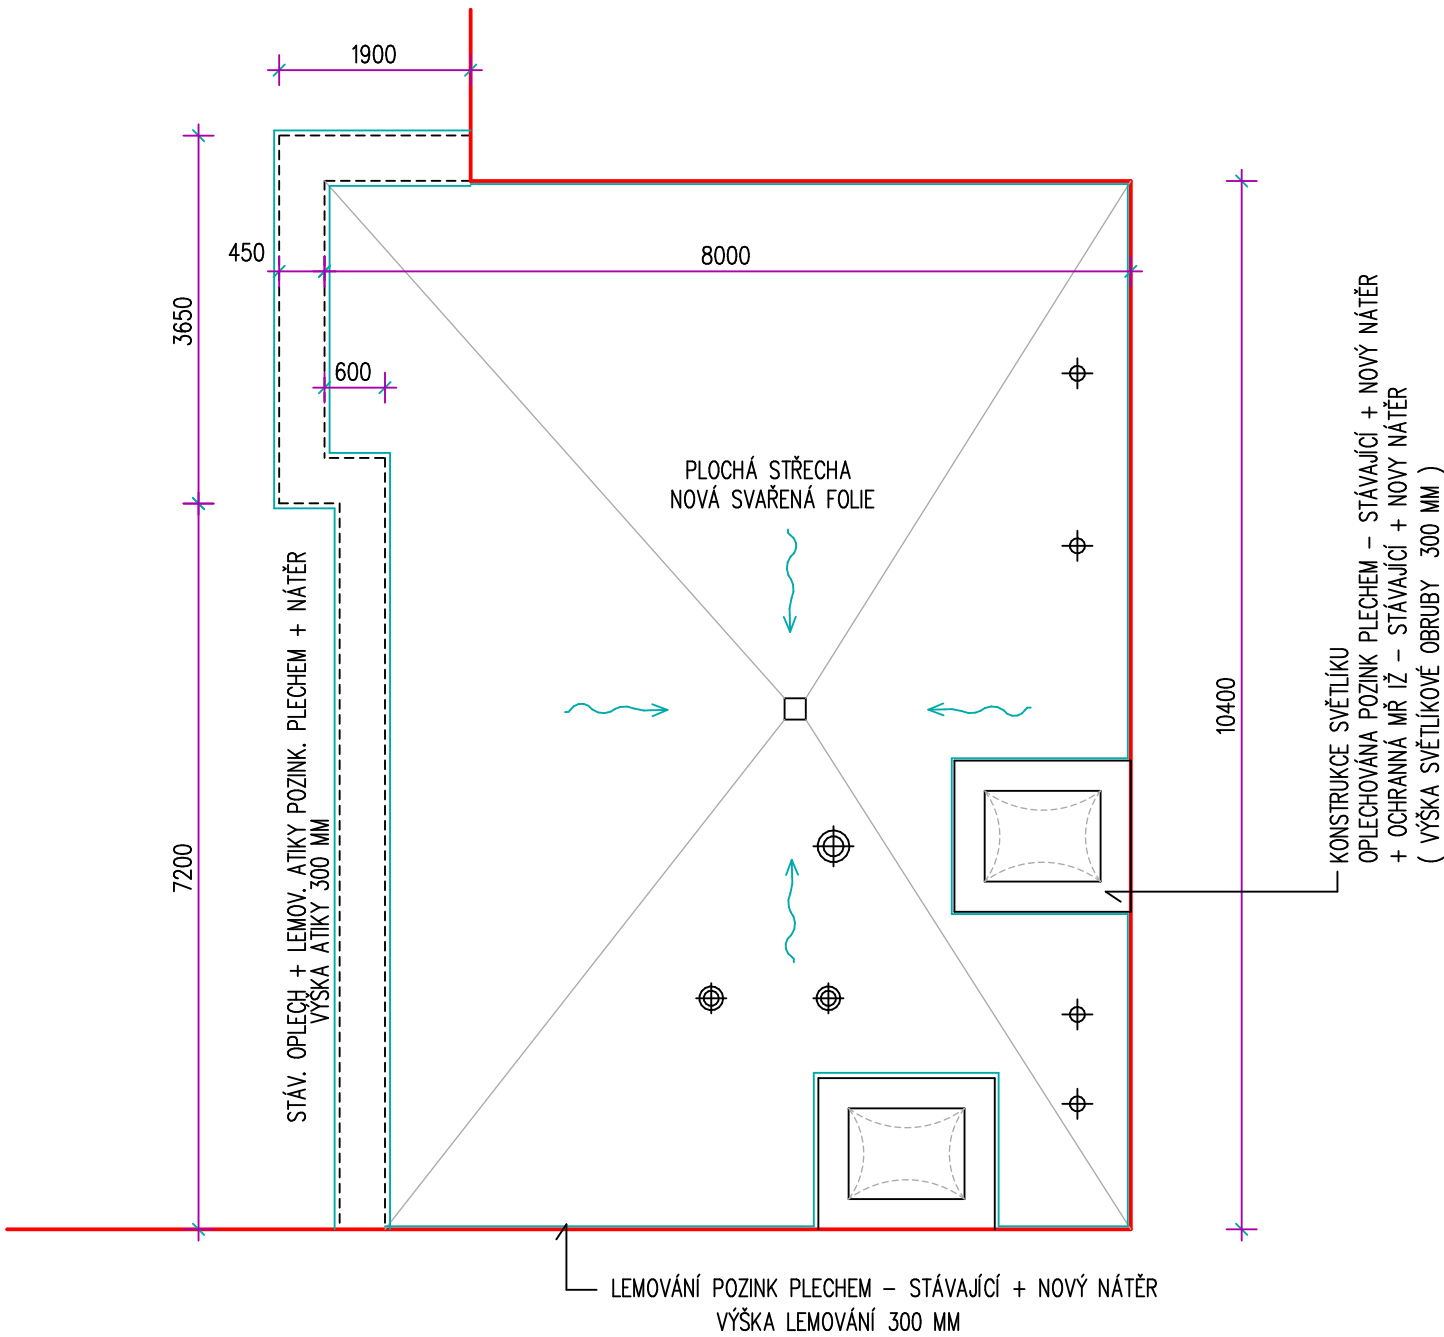 1900
450
8000
3650
600
PLOCHÁ STŘECHA
NOVÁ SVAŘENÁ FOLIE
7200
STÁV. OPLECH + LEMOV. ATIKY POZINK. PLECHEM + NÁTĚR
VÝŠKA ATIKY 300 MM
10400
KONSTRUKCE SVĚTLÍKU
OPLECHOVÁNA POZINK PLECHEM – STÁVAJÍCÍ + NOVÝ NÁTĚR
+ OCHRANNÁ MŘ IŽ – STÁVAJÍCÍ + NOVY NÁTĚR
( VÝŠKA SVĚTLÍKOVÉ OBRUBY 300 MM )
LEMOVÁNÍ POZINK PLECHEM – STÁVAJÍCÍ + NOVÝ NÁTĚR
VÝŠKA LEMOVÁNÍ 300 MM